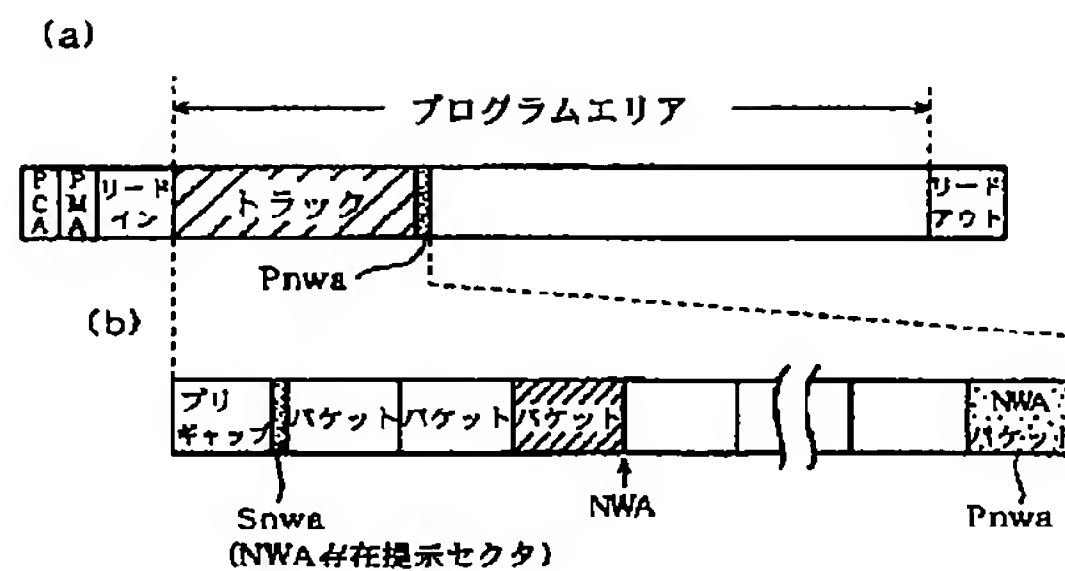 (a)
プログラムエリア
PCA
PMA
リード
イン
トラック
リード
アウト
Pnwa
(b)
プリ
ギャップ
パケット
パケット
パケット
NWA
パケット
Snwa
(NWA存在提示セクタ)
NWA
Pnwa